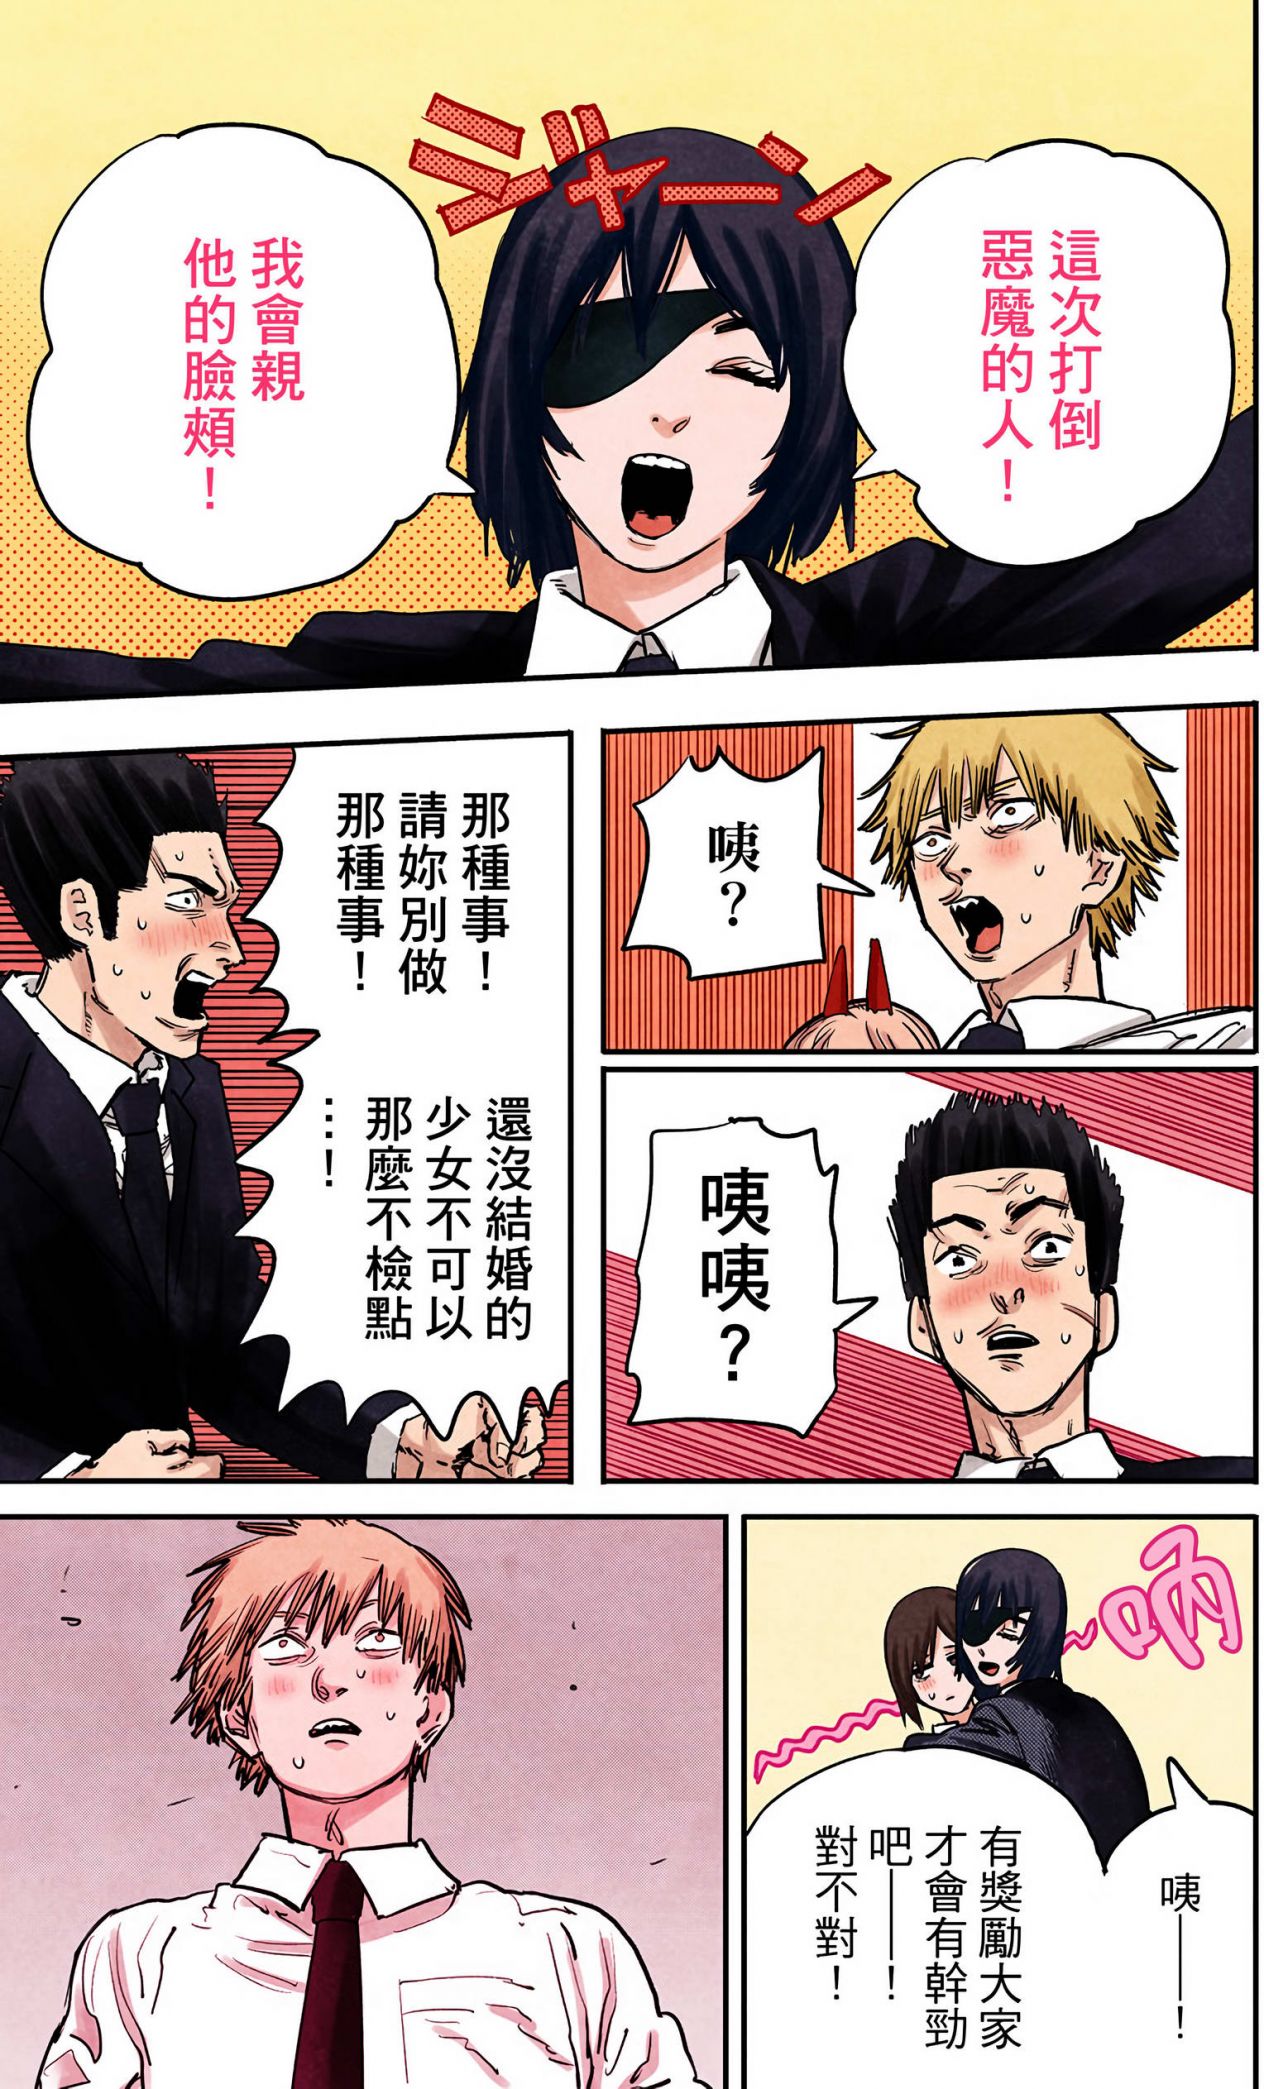 ジャーン
這次打倒
惡魔的人！
我會親
他的臉頰！
咦？
咦咦？
那種事！
請妳別做
那種事！
還沒結婚的
少女不可以
那麼不檢點
…！
吶
咦——！
有獎勵大家
才會有幹勁
吧——！
對不對！